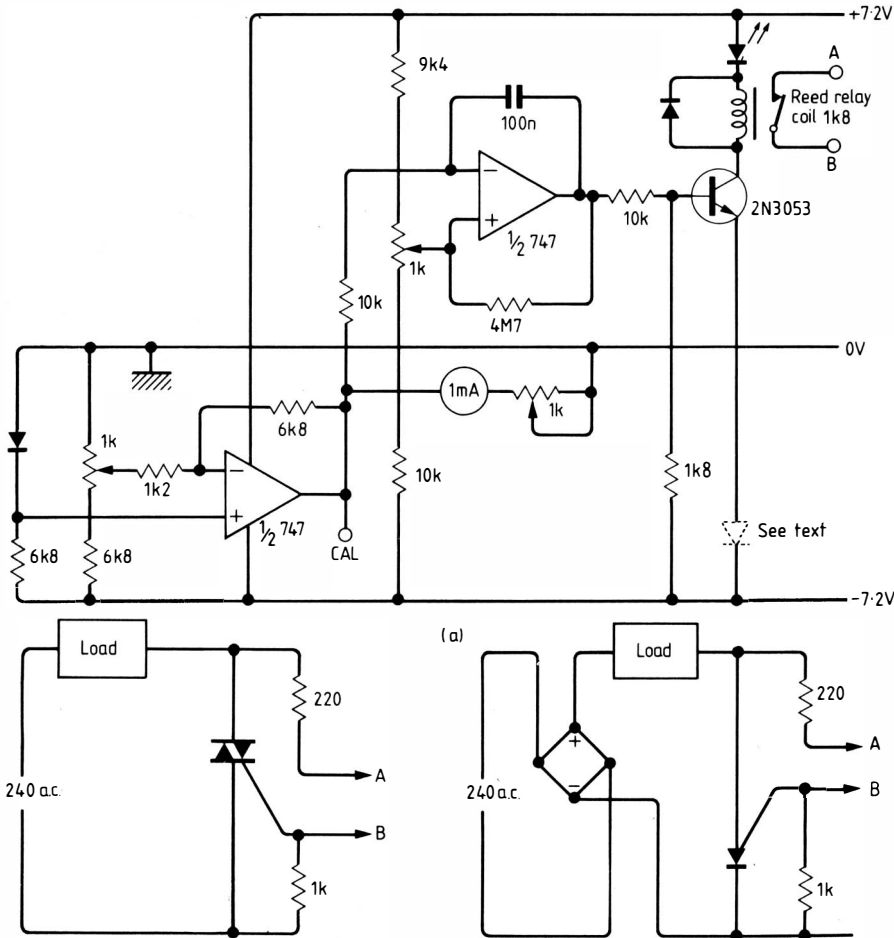 +7·2V
9k4
A
100n
Reed relay
coil 1k8
B
−
+
2N3053
10k
½ 747
1k
10k
4M7
0V
1mA
1k
6k8
1k
1k2
−
+
10k
1k8
½ 747
CAL
See text
6k8
6k8
−7·2V
(a)
Load
Load
220
220
A
A
+
−
B
B
240 a.c.
240 a.c.
1k
1k